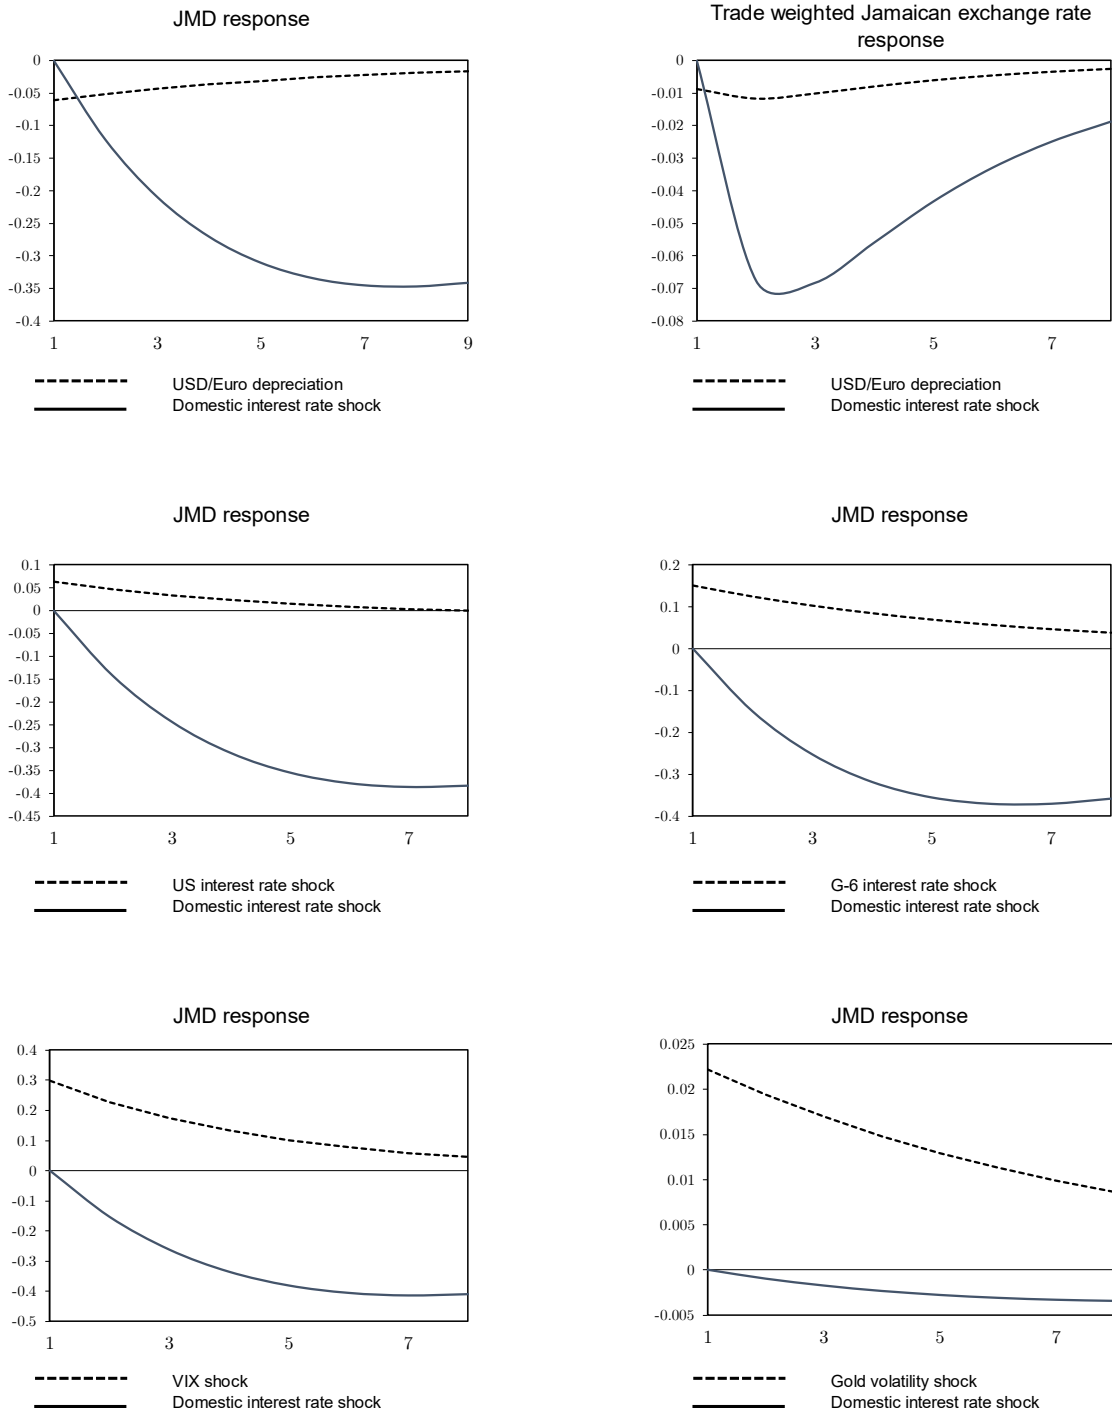 JMD response
0
-0.05
-0.1
-0.15
-0.2
-0.25
-0.3
-0.35
-0.4
1 3 5 7 9
USD/Euro depreciation
Domestic interest rate shock
Trade weighted Jamaican exchange rate
response
0
-0.01
-0.02
-0.03
-0.04
-0.05
-0.06
-0.07
-0.08
1 3 5 7
USD/Euro depreciation
Domestic interest rate shock
JMD response
0.1
0.05
0
-0.05
-0.1
-0.15
-0.2
-0.25
-0.3
-0.35
-0.4
-0.45
1 3 5 7
US interest rate shock
Domestic interest rate shock
JMD response
0.2
0.1
0
-0.1
-0.2
-0.3
-0.4
1 3 5 7
G-6 interest rate shock
Domestic interest rate shock
JMD response
0.4
0.3
0.2
0.1
0
-0.1
-0.2
-0.3
-0.4
-0.5
1 3 5 7
VIX shock
Domestic interest rate shock
JMD response
0.025
0.02
0.015
0.01
0.005
0
-0.005
1 3 5 7
Gold volatility shock
Domestic interest rate shock